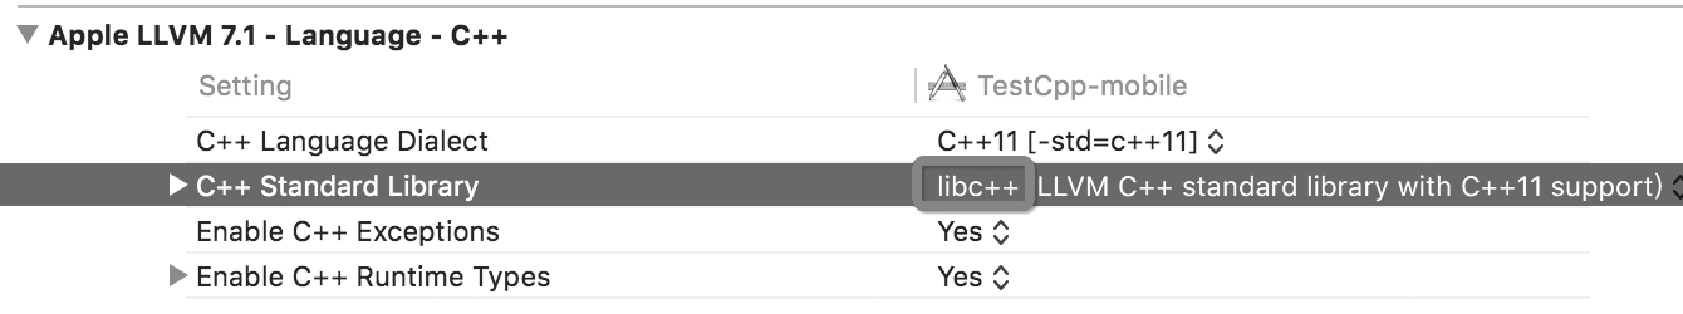 Apple LLVM 7.1 - Language - C++
Setting TestCpp-mobile
C++ Language Dialect C++11 [-std=c++11]
C++ Standard Library libc++ LLVM C++ standard library with C++11 support)
Enable C++ Exceptions Yes
Enable C++ Runtime Types Yes